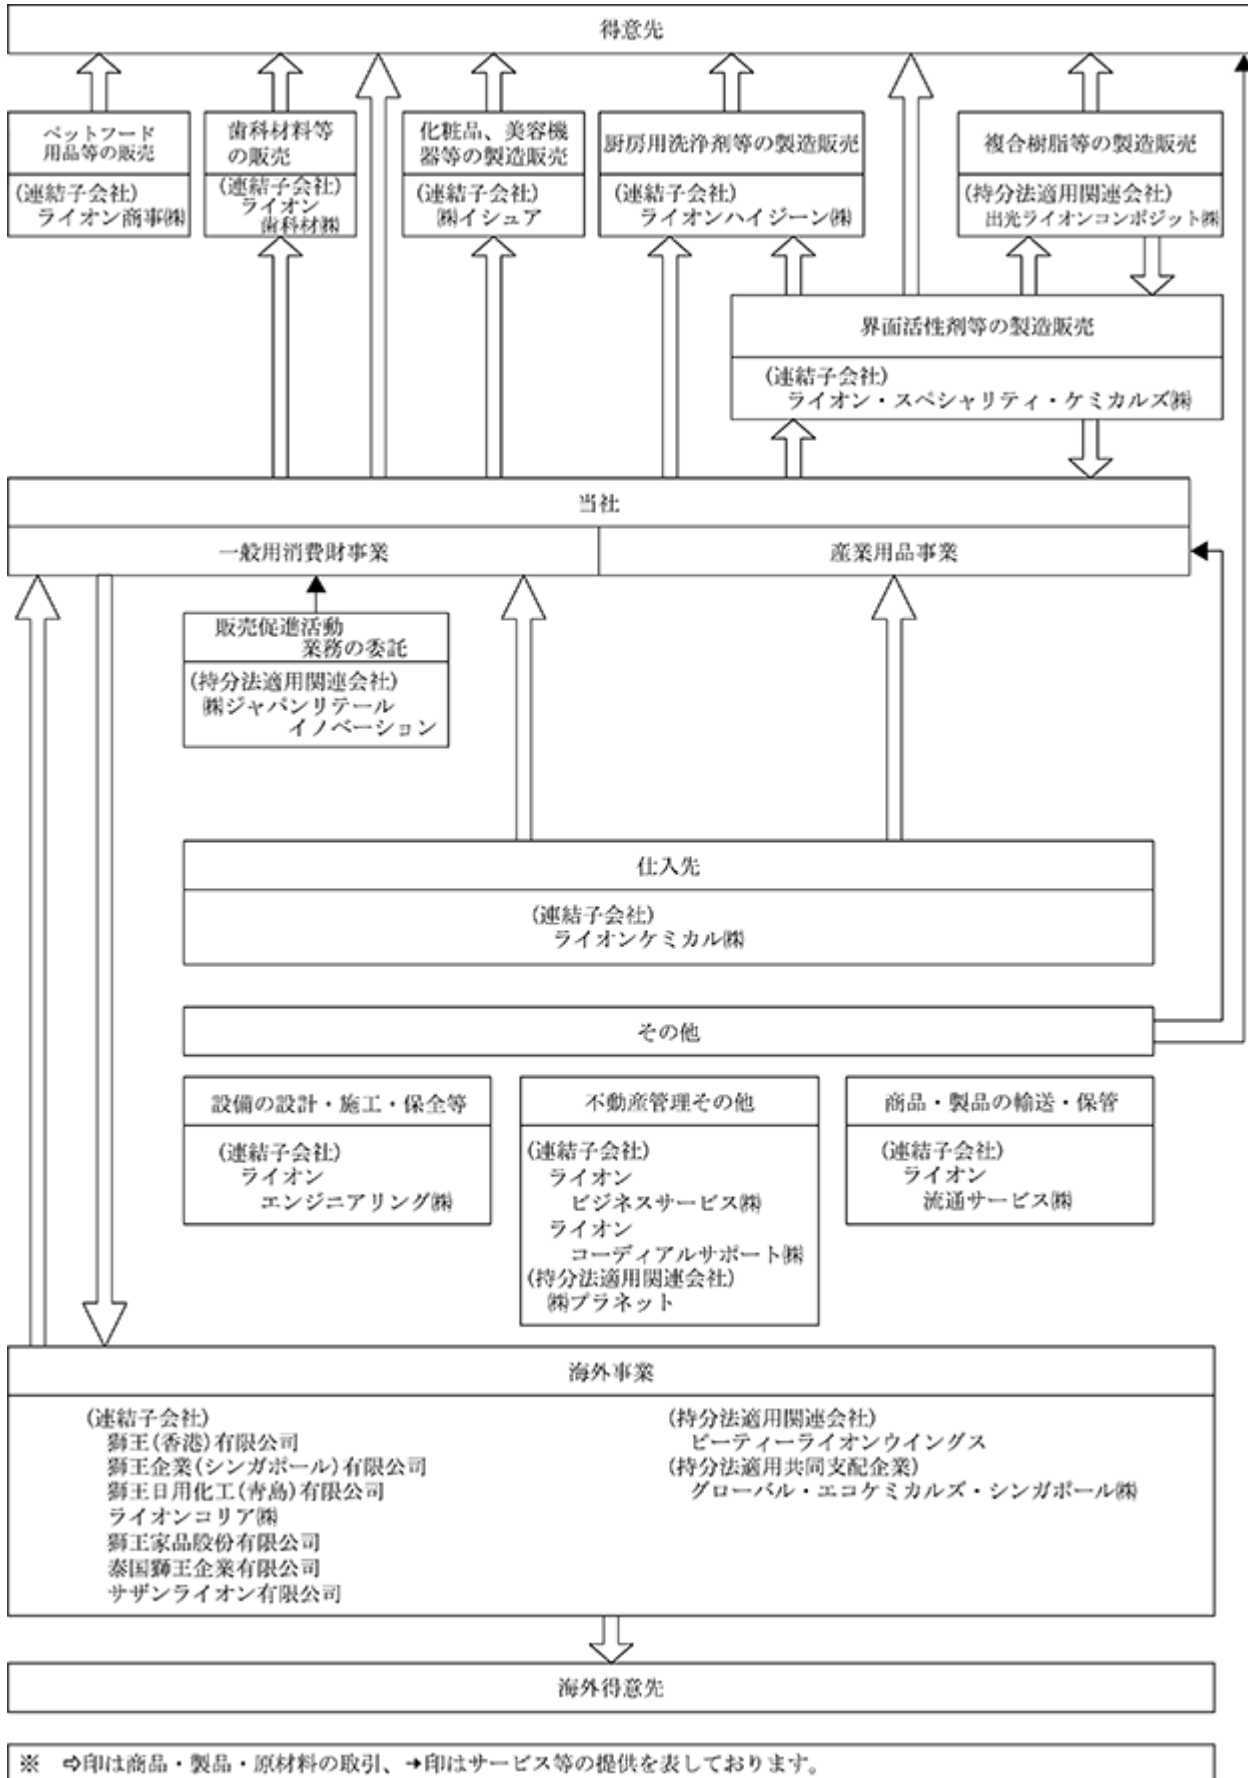 得意先
ペットフード
用品等の販売
(連結子会社)
ライオン商事㈱
歯科材料等
の販売
(連結子会社)
ライオン
歯科材㈱
化粧品、美容機
器等の製造販売
(連結子会社)
㈱イシュア
厨房用洗浄剤等の製造販売
(連結子会社)
ライオンハイジーン㈱
複合樹脂等の製造販売
(持分法適用関連会社)
出光ライオンコンポジット㈱
界面活性剤等の製造販売
(連結子会社)
ライオン・スペシャリティ・ケミカルズ㈱
当社
一般用消費財事業
産業用品事業
販売促進活動
業務の委託
(持分法適用関連会社)
㈱ジャパンリテール
イノベーション
仕入先
(連結子会社)
ライオンケミカル㈱
その他
設備の設計・施工・保全等
(連結子会社)
ライオン
エンジニアリング㈱
不動産管理その他
(連結子会社)
ライオン
ビジネスサービス㈱
ライオン
コーディアルサポート㈱
(持分法適用関連会社)
㈱プラネット
商品・製品の輸送・保管
(連結子会社)
ライオン
流通サービス㈱
海外事業
(連結子会社)
獅王(香港)有限公司
獅王企業(シンガポール)有限公司
獅王日用化工(青島)有限公司
ライオンコリア㈱
獅王家品股份有限公司
泰国獅王企業有限公司
サザンライオン有限公司
(持分法適用関連会社)
ピーティーライオンウイングス
(持分法適用共同支配企業)
グローバル・エコケミカルズ・シンガポール㈱
海外得意先
※ ⇨印は商品・製品・原材料の取引、➝印はサービス等の提供を表しております。